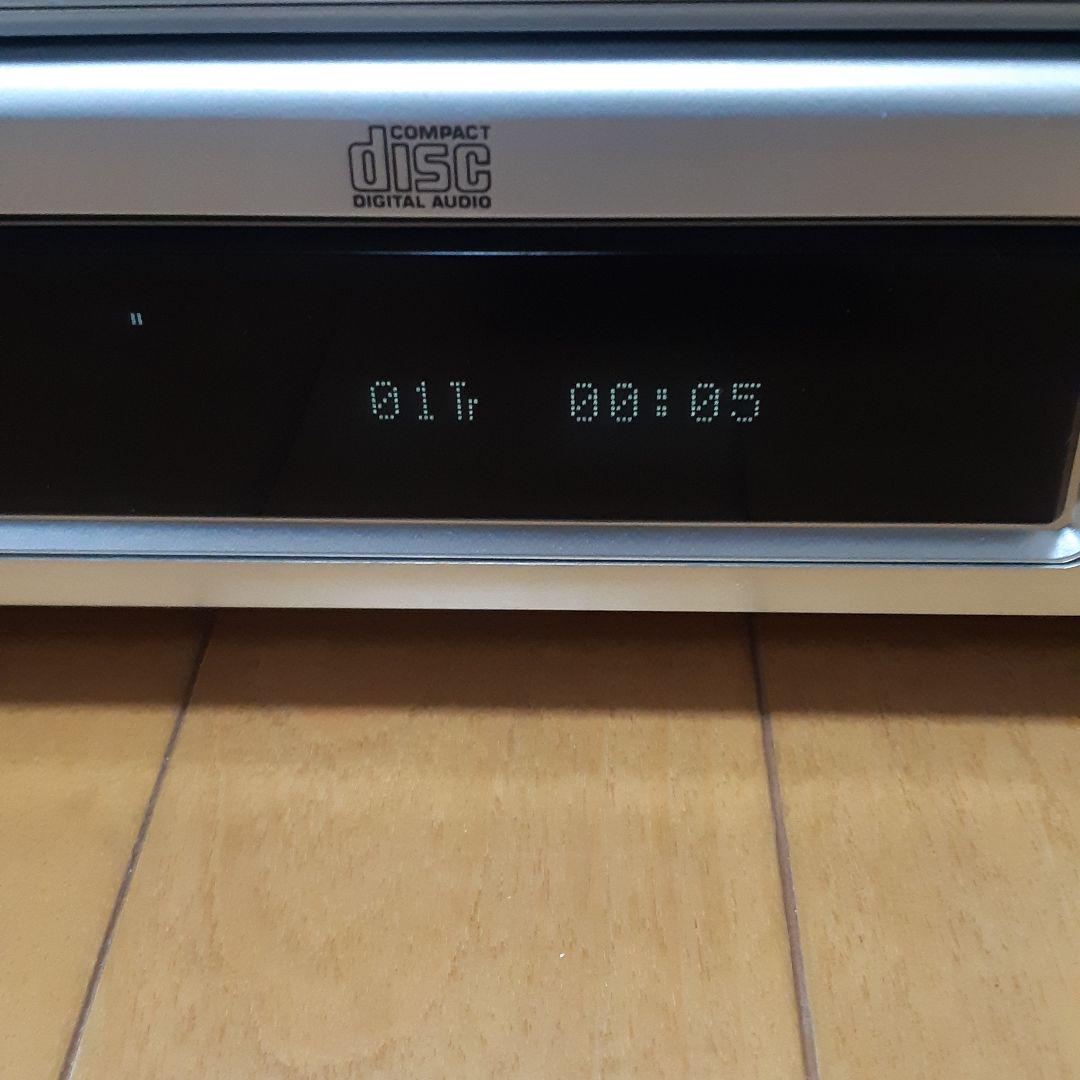 COMPACT
disc
DIGITAL AUDIO
01Tr 00:05